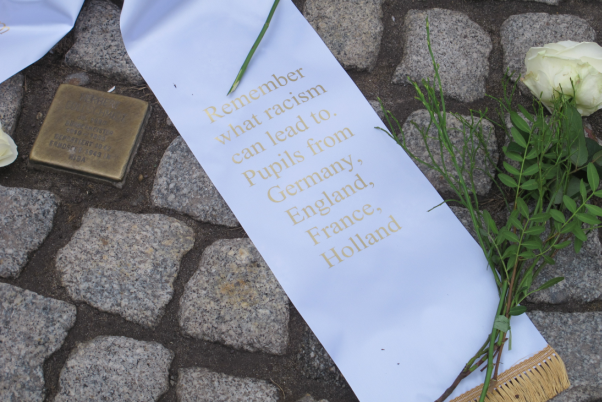 Remember
what racism
can lead to.
Pupils from
Germany,
England,
France,
Holland